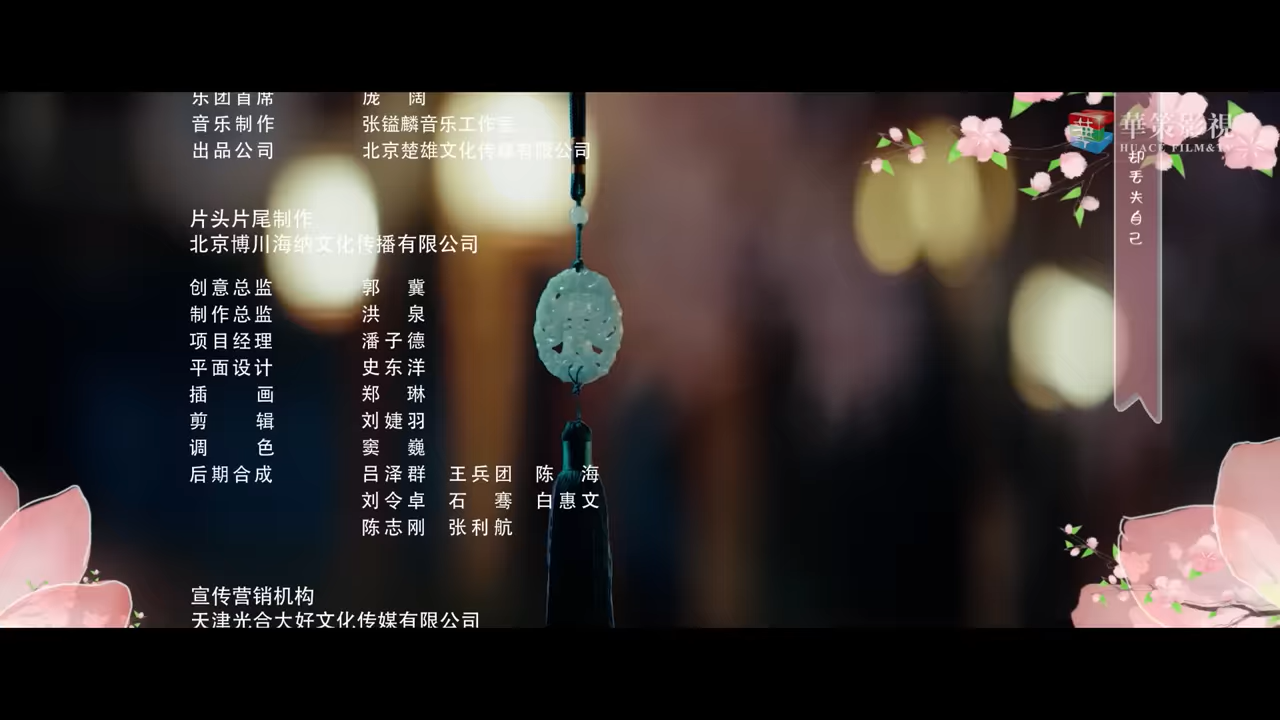 乐团首席 庞阔
音乐制作 张镒麟音乐工作室
出品公司 北京楚雄文化传媒有限公司
片头片尾制作
北京博川海纳文化传播有限公司
创意总监 郭冀
制作总监 洪泉
项目经理 潘子德
平面设计 史东洋
插画 郑琳
剪辑 刘婕羽
调色 窦巍
后期合成 吕泽群 王兵团 陈海
刘令卓 石骞 白惠文
陈志刚 张利航
宣传营销机构
天津光合大好文化传媒有限公司
華策影視
HUACE FILM&TV
却丢失自己